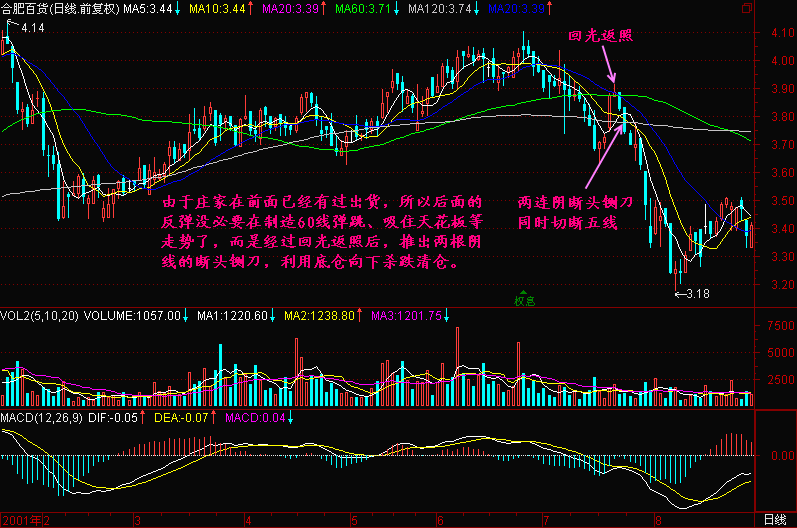 合肥百货(日线.前复权) MA5:3.44↓ MA10:3.44↑ MA20:3.39↑ MA60:3.71↓ MA120:3.74↓ MA20:3.39↑
4.14
回光返照
4.10
4.00
3.90
3.80
3.70
3.60
3.50
3.40
3.30
3.20
由于庄家在前面已经有过出货，所以后面的
反弹没必要在制造60线弹跳、吸住天花板等
走势了，而是经过回光返照后，推出两根阴
线的断头铡刀，利用底仓向下杀跌清仓。
两连阴断头铡刀
同时切断五线
3.18
权息
VOL2(5,10,20) VOLUME:1057.00↓ MA1:1220.60↓ MA2:1238.80↑ MA3:1201.75↓
7500
5000
2500
MACD(12,26,9) DIF:-0.05↑ DEA:-0.07↑ MACD:0.04↓
0.00
2001年 2 3 4 5 6 7 8 日线